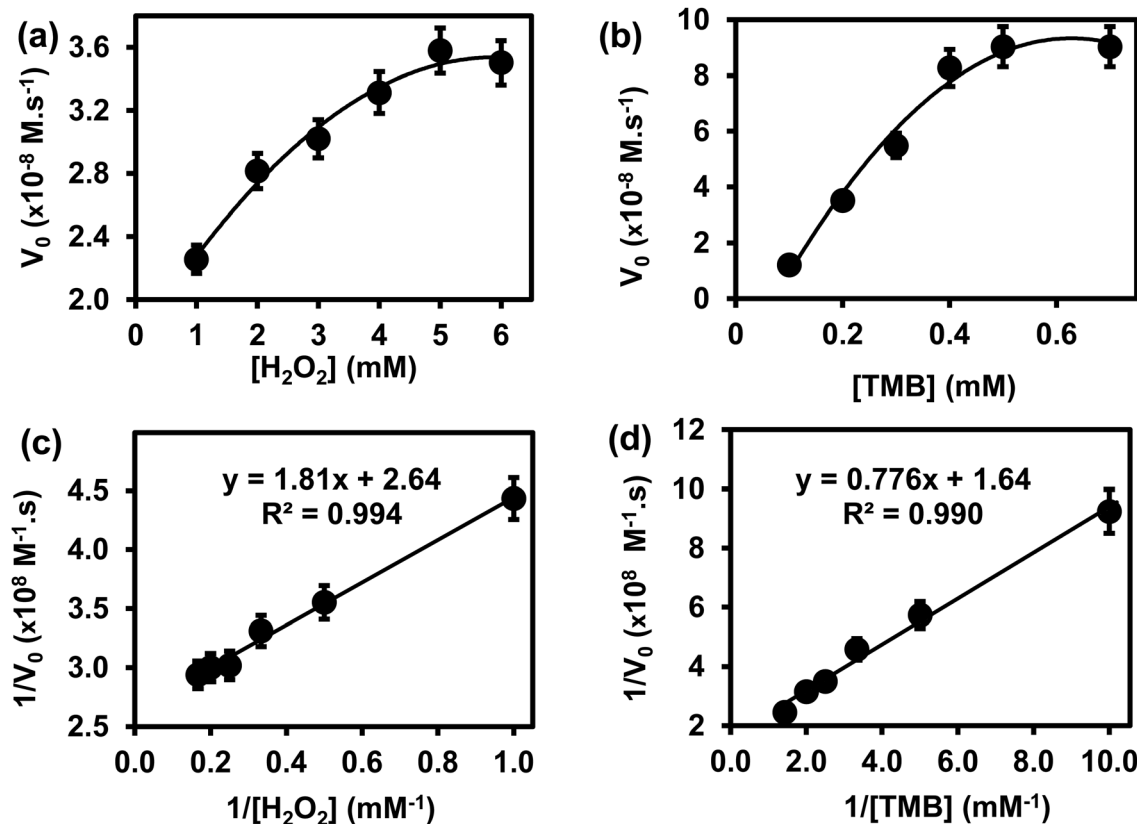 (a)
V₀ (x10⁻⁸ M.s⁻¹)
3.6
3.2
2.8
2.4
2.0
0 1 2 3 4 5 6
[H₂O₂] (mM)
(b)
V₀ (x10⁻⁸ M.s⁻¹)
10
8
6
4
2
0
0 0.2 0.4 0.6
[TMB] (mM)
(c)
1/V₀ (x10⁸ M⁻¹.s)
y = 1.81x + 2.64
R² = 0.994
4.5
4.0
3.5
3.0
2.5
0.0 0.2 0.4 0.6 0.8 1.0
1/[H₂O₂] (mM⁻¹)
(d)
1/V₀ (x10⁸ M⁻¹.s)
12
y = 0.776x + 1.64
R² = 0.990
10
8
6
4
2
0.0 2.0 4.0 6.0 8.0 10.0
1/[TMB] (mM⁻¹)